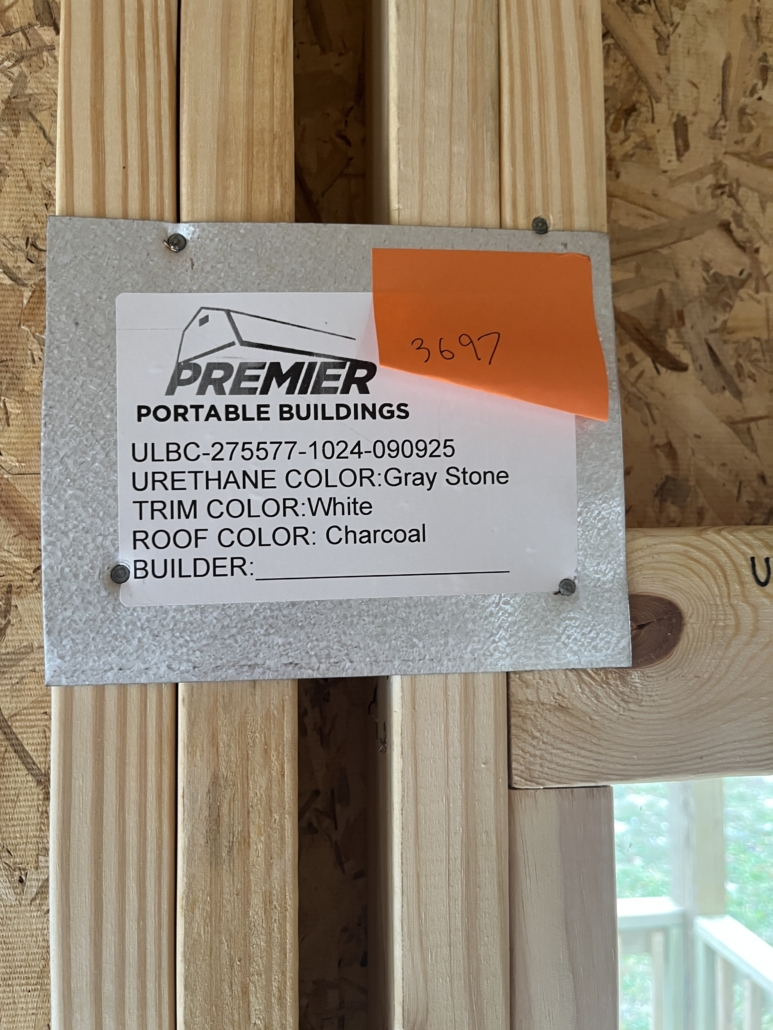 3697
PREMIER
PORTABLE BUILDINGS
ULBC-275577-1024-090925
URETHANE COLOR:Gray Stone
TRIM COLOR:White
ROOF COLOR: Charcoal
BUILDER: